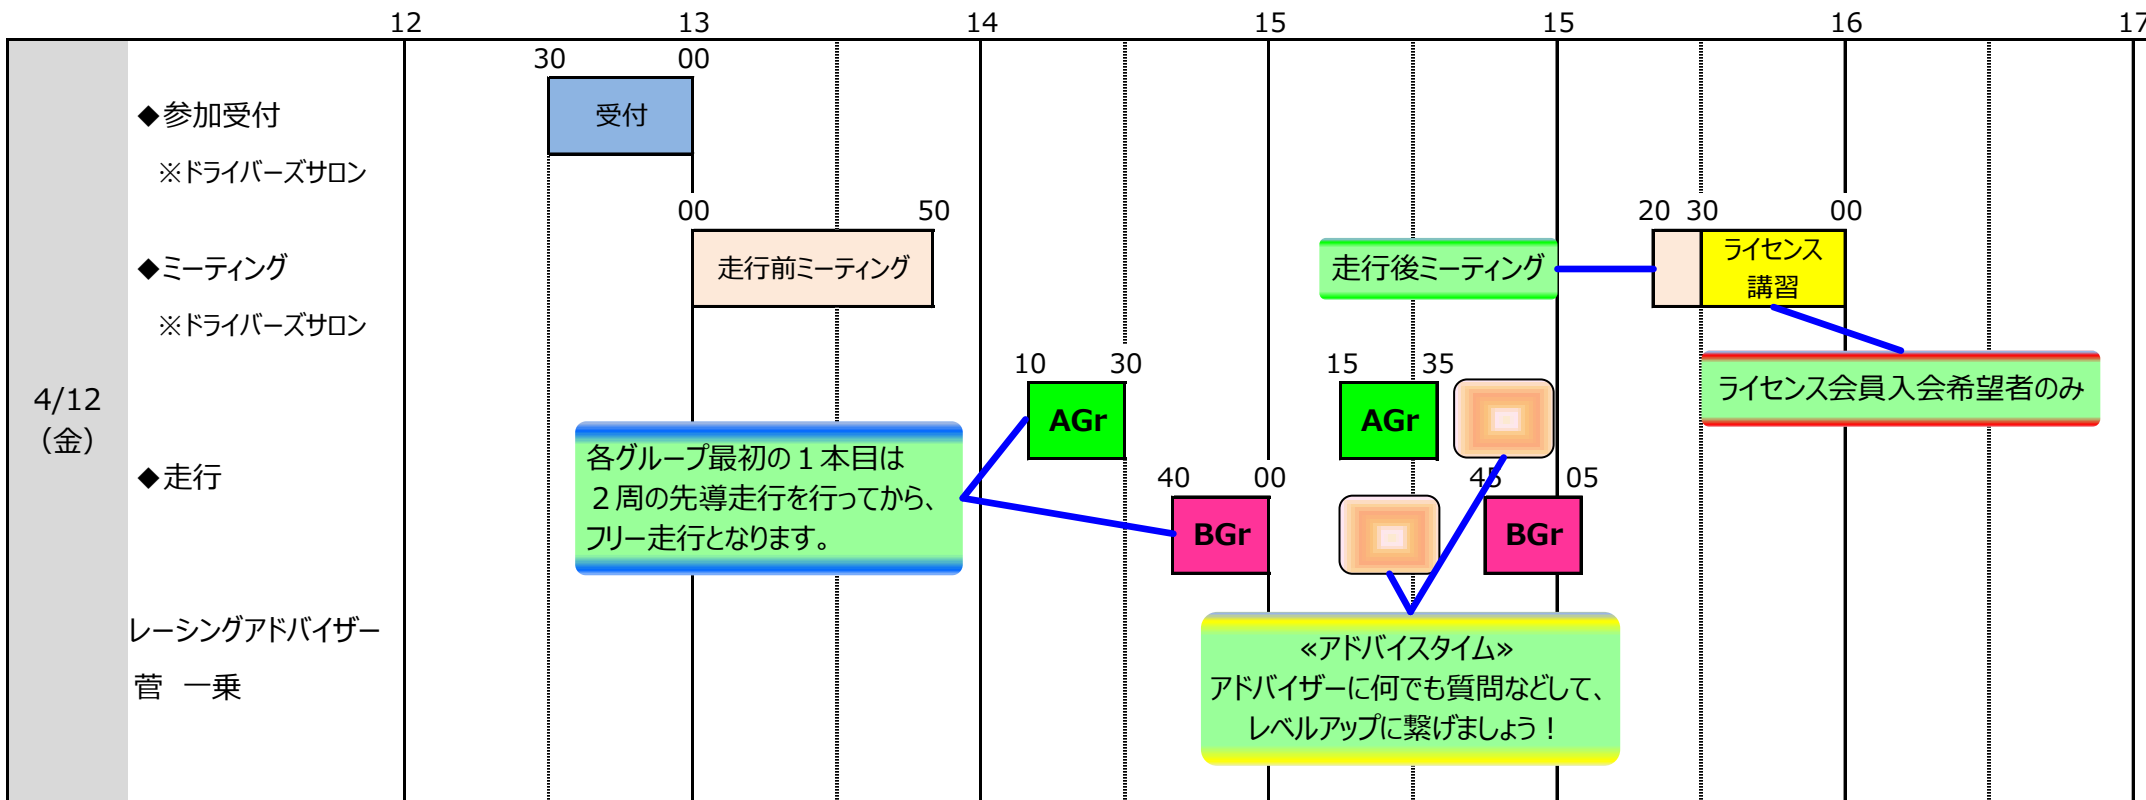 12 13 14 15 15 16 17
30 00
◆参加受付
受付
※ドライバーズサロン
00 50 20 30 00
◆ミーティング
走行前ミーティング
走行後ミーティング
ライセンス
講習
※ドライバーズサロン
10 30 15 35
AGr AGr
ライセンス会員入会希望者のみ
4/12
（金）
◆走行
各グループ最初の１本目は
２周の先導走行を行ってから、
フリー走行となります。
40 00 45 05
BGr BGr
レーシングアドバイザー
菅　一乗
≪アドバイスタイム≫
アドバイザーに何でも質問などして、
レベルアップに繋げましょう！